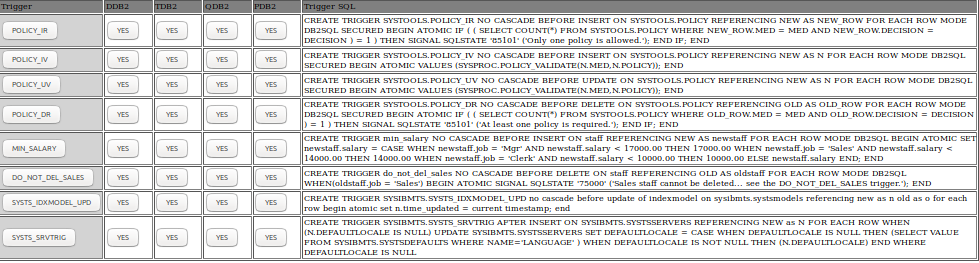 Trigger DDB2 TDB2 QDB2 PDB2 Trigger SQL
POLICY_IR YES YES YES YES
CREATE TRIGGER SYSTOOLS.POLICY_IR NO CASCADE BEFORE INSERT ON SYSTOOLS.POLICY REFERENCING NEW AS NEW_ROW FOR EACH ROW MODE
DB2SQL SECURED BEGIN ATOMIC IF ( ( SELECT COUNT(*) FROM SYSTOOLS.POLICY WHERE NEW_ROW.MED = MED AND NEW_ROW.DECISION =
DECISION ) = 1 ) THEN SIGNAL SQLSTATE '85101' ('Only one policy is allowed.'); END IF; END
POLICY_IV YES YES YES YES
CREATE TRIGGER SYSTOOLS.POLICY_IV NO CASCADE BEFORE INSERT ON SYSTOOLS.POLICY REFERENCING NEW AS N FOR EACH ROW MODE DB2SQL
SECURED BEGIN ATOMIC VALUES (SYSPROC.POLICY_VALIDATE(N.MED,N.POLICY)); END
POLICY_UV YES YES YES YES
CREATE TRIGGER SYSTOOLS.POLICY_UV NO CASCADE BEFORE UPDATE ON SYSTOOLS.POLICY REFERENCING NEW AS N FOR EACH ROW MODE DB2SQL
SECURED BEGIN ATOMIC VALUES (SYSPROC.POLICY_VALIDATE(N.MED,N.POLICY)); END
POLICY_DR YES YES YES YES
CREATE TRIGGER SYSTOOLS.POLICY_DR NO CASCADE BEFORE DELETE ON SYSTOOLS.POLICY REFERENCING OLD AS OLD_ROW FOR EACH ROW MODE
DB2SQL SECURED BEGIN ATOMIC IF ( ( SELECT COUNT(*) FROM SYSTOOLS.POLICY WHERE OLD_ROW.MED = MED AND OLD_ROW.DECISION = DECISION
) = 1 ) THEN SIGNAL SQLSTATE '85101' ('At least one policy is required.'); END IF; END
MIN_SALARY YES YES YES YES
CREATE TRIGGER min_salary NO CASCADE BEFORE INSERT ON staff REFERENCING NEW AS newstaff FOR EACH ROW MODE DB2SQL BEGIN ATOMIC SET
newstaff.salary = CASE WHEN newstaff.job = 'Mgr' AND newstaff.salary < 17000.00 THEN 17000.00 WHEN newstaff.job = 'Sales' AND newstaff.salary <
14000.00 THEN 14000.00 WHEN newstaff.job = 'Clerk' AND newstaff.salary < 10000.00 THEN 10000.00 ELSE newstaff.salary END; END
DO_NOT_DEL_SALES YES YES YES YES
CREATE TRIGGER do_not_del_sales NO CASCADE BEFORE DELETE ON staff REFERENCING OLD AS oldstaff FOR EACH ROW MODE DB2SQL
WHEN(oldstaff.job = 'Sales') BEGIN ATOMIC SIGNAL SQLSTATE '75000' ('Sales staff cannot be deleted... see the DO_NOT_DEL_SALES trigger.'); END
SYSTS_IDXMODEL_UPD YES YES YES YES
CREATE TRIGGER SYSIBMTS.SYSTS_IDXMODEL_UPD no cascade before update of indexmodel on sysibmts.systsmodels referencing new as n old as o for each
row begin atomic set n.time_updated = current timestamp; end
SYSTS_SRVTRIG YES YES YES YES
CREATE TRIGGER SYSIBMTS.SYSTS_SRVTRIG AFTER INSERT ON SYSIBMTS.SYSTSSERVERS REFERENCING NEW as N FOR EACH ROW WHEN
(N.DEFAULTLOCALE IS NULL) UPDATE SYSIBMTS.SYSTSSERVERS SET DEFAULTLOCALE = CASE WHEN DEFAULTLOCALE IS NULL THEN (SELECT VALUE
FROM SYSIBMTS.SYSTSDEFAULTS WHERE NAME='LANGUAGE' ) WHEN DEFAULTLOCALE IS NOT NULL THEN (N.DEFAULTLOCALE) END WHERE
DEFAULTLOCALE IS NULL